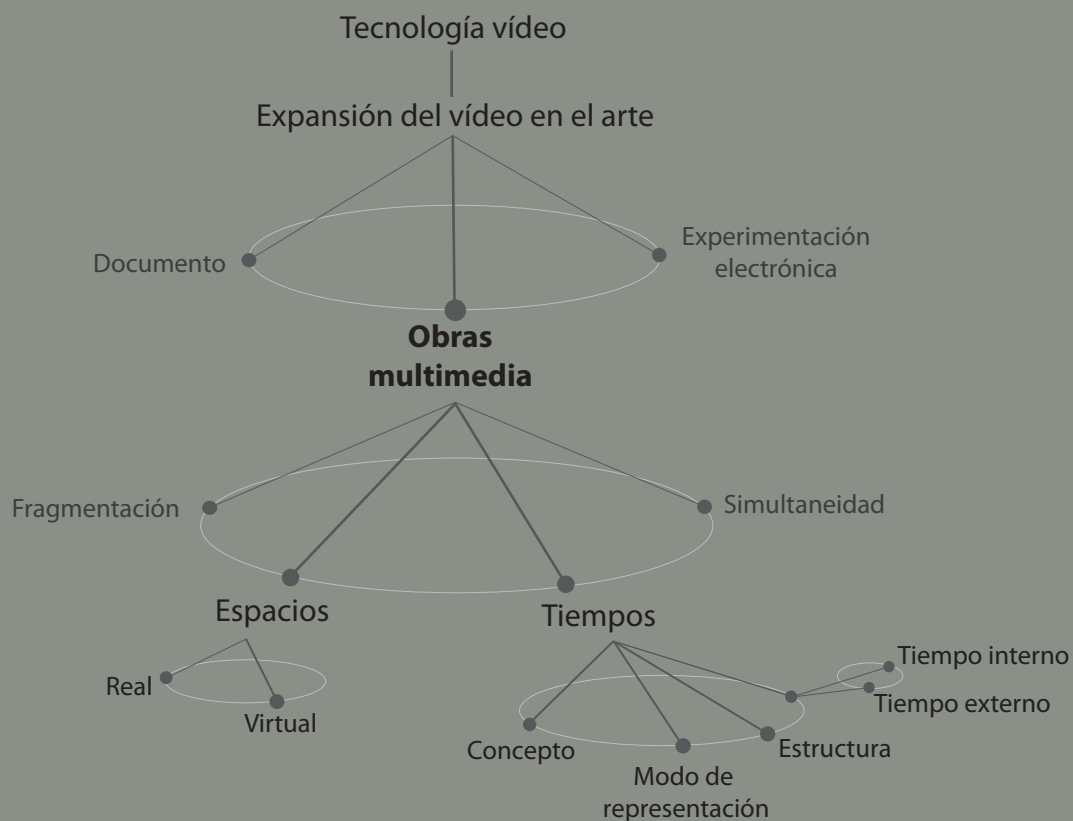 Tecnología vídeo
Expansión del vídeo en el arte
Documento
Experimentación
electrónica
Obras
multimedia
Fragmentación
Simultaneidad
Espacios
Tiempos
Real
Virtual
Tiempo interno
Tiempo externo
Concepto
Estructura
Modo de
representación